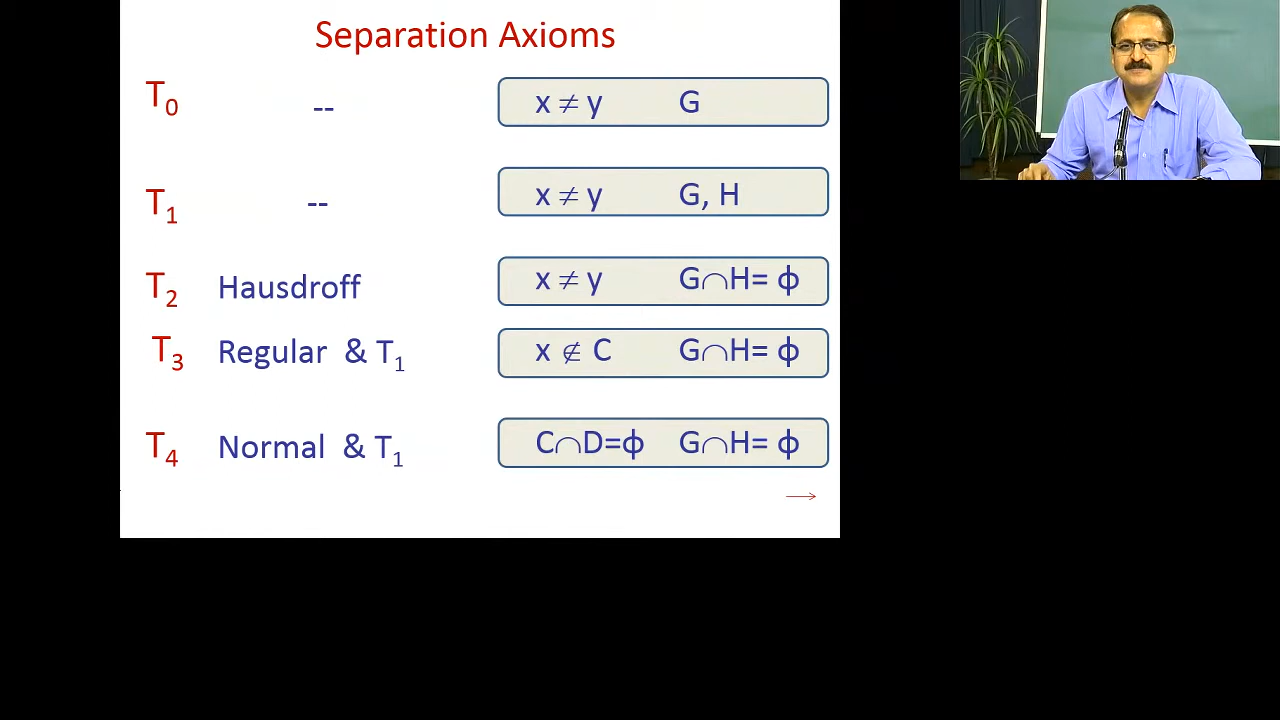 Separation Axioms
T₀ -- x ≠ y G
T₁ -- x ≠ y G, H
T₂ Hausdroff x ≠ y G∩H= ϕ
T₃ Regular & T₁ x ∉ C G∩H= ϕ
T₄ Normal & T₁ C∩D=ϕ G∩H= ϕ